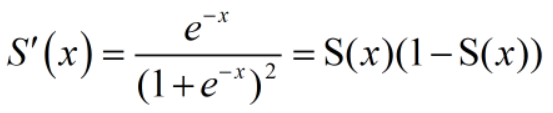 S′(x) = e⁻ˣ / (1+e⁻ˣ)² = S(x)(1−S(x))